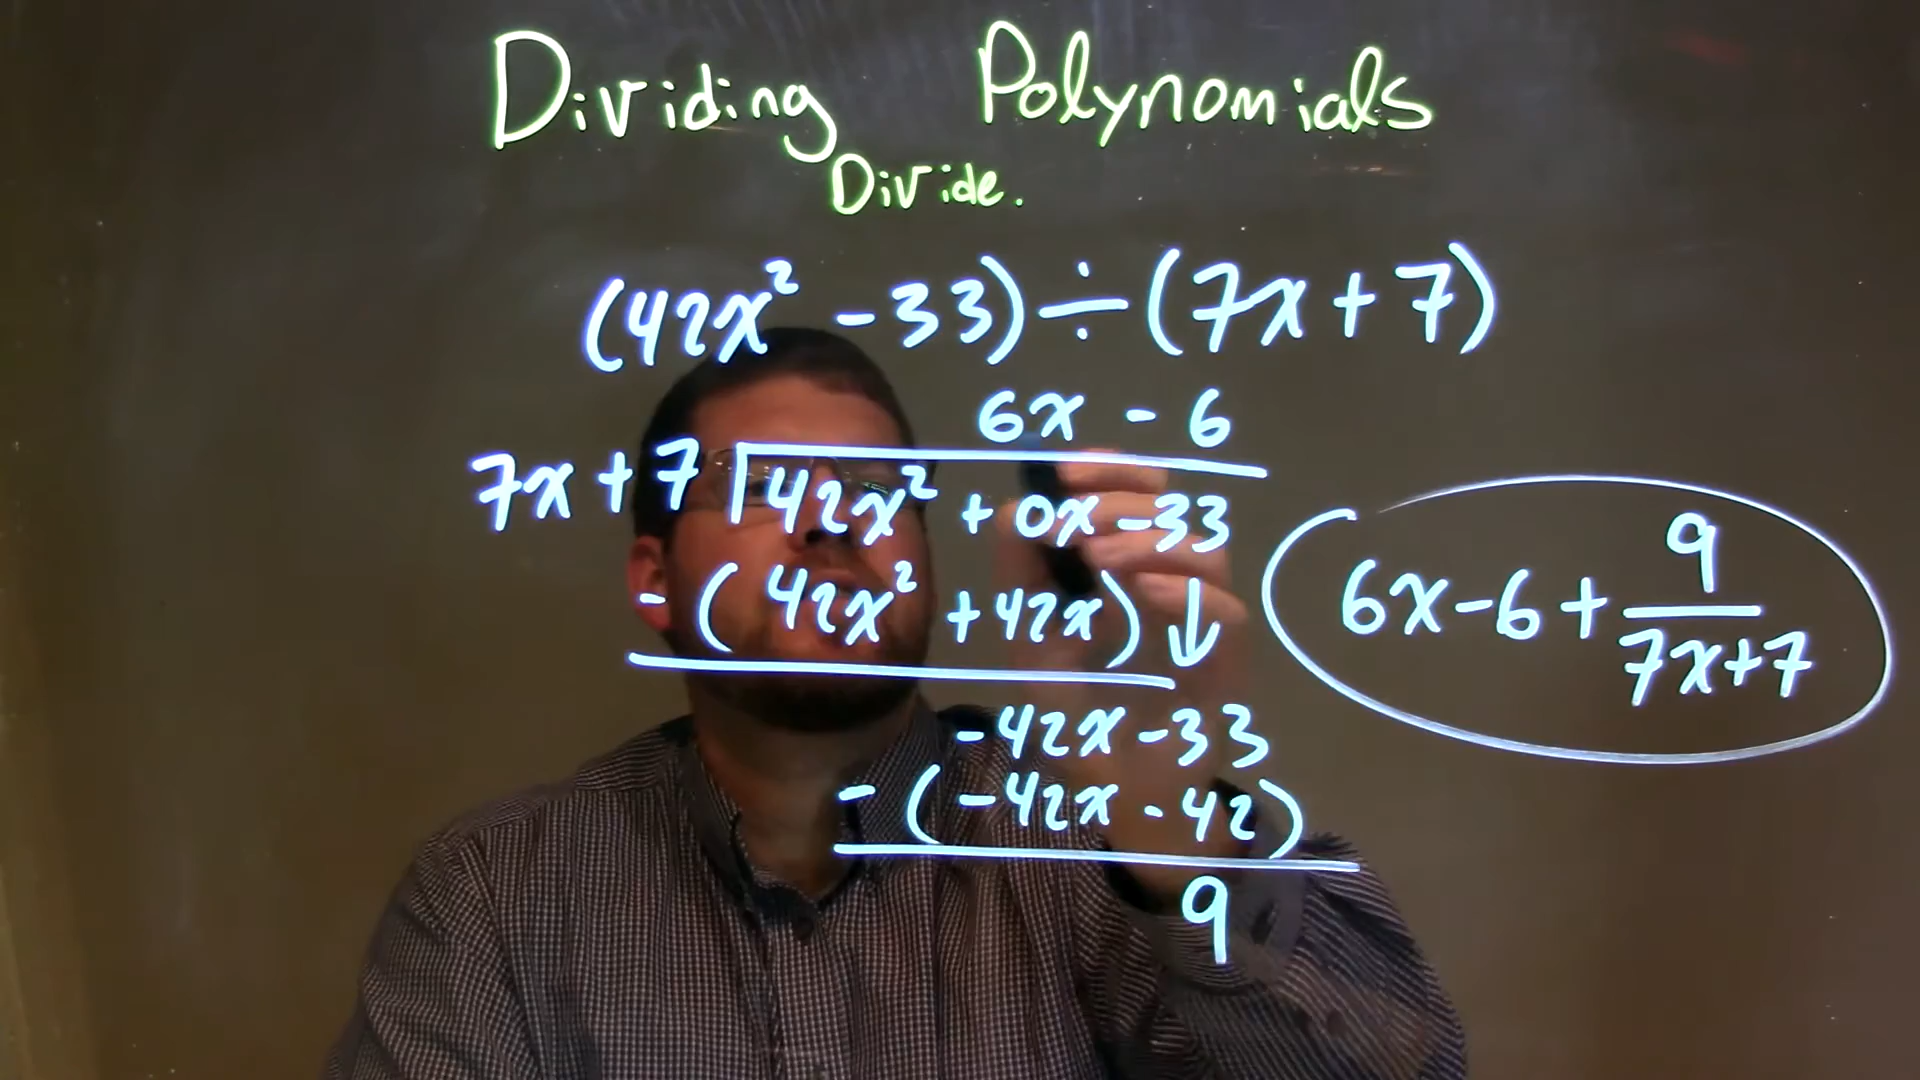 Dividing Polynomials
Divide.
(42x² - 33) ÷ (7x + 7)
6x - 6
7x + 7 42x² + 0x - 33
- (42x² + 42x) ↓
-42x - 33
- (-42x - 42)
9
6x - 6 + 9/7x+7